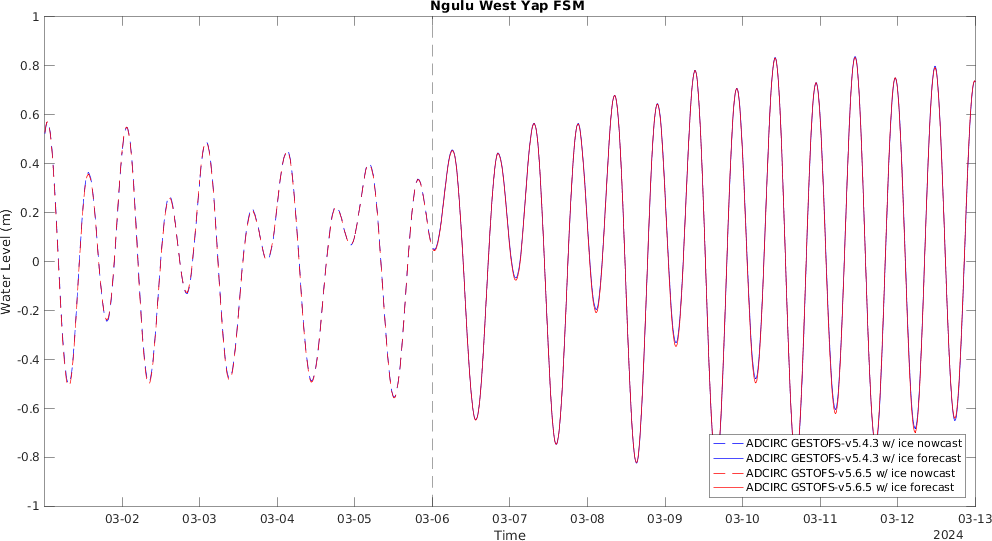 Ngulu West Yap FSM
1
0.8
0.6
0.4
0.2
0
-0.2
-0.4
-0.6
-0.8
-1
Water Level (m)
ADCIRC GESTOFS-v5.4.3 w/ ice nowcast
ADCIRC GESTOFS-v5.4.3 w/ ice forecast
ADCIRC GSTOFS-v5.6.5 w/ ice nowcast
ADCIRC GSTOFS-v5.6.5 w/ ice forecast
03-02 03-03 03-04 03-05 03-06 03-07 03-08 03-09 03-10 03-11 03-12 03-13
Time
2024